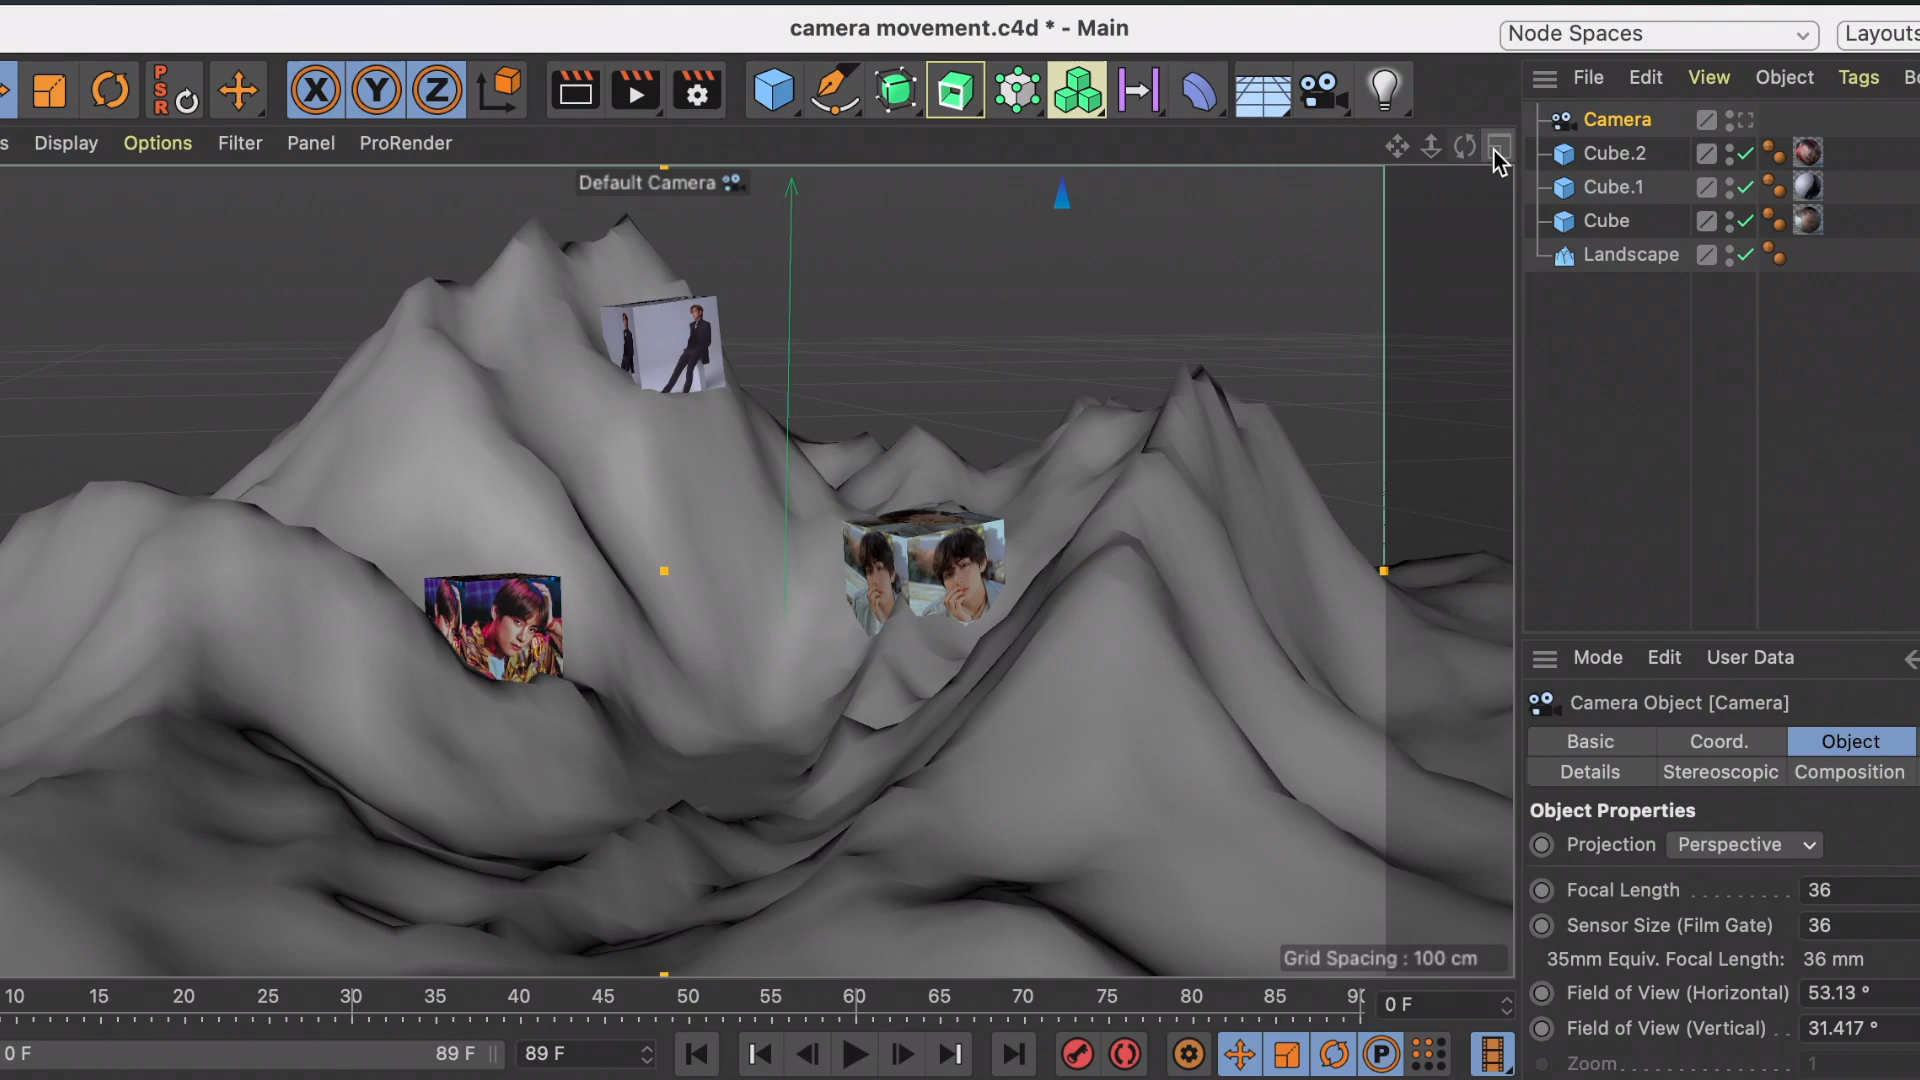 camera movement.c4d * - Main
Node Spaces
Layouts
PSR
X Y Z
File Edit View Object Tags
s Display Options Filter Panel ProRender
Default Camera
Camera
Cube.2
Cube.1
Cube
Landscape
Mode Edit User Data
Camera Object [Camera]
Basic Coord. Object
Details Stereoscopic Composition
Object Properties
Projection Perspective
Focal Length . . . . . . . . . 36
Sensor Size (Film Gate) 36
35mm Equiv. Focal Length: 36 mm
Field of View (Horizontal) 53.13 °
Field of View (Vertical) . . 31.417 °
Zoom. . . . . . . . . . . . . . . 1
Grid Spacing : 100 cm
10 15 20 25 30 35 40 45 50 55 60 65 70 75 80 85 90
0 F
0 F 89 F 89 F
P